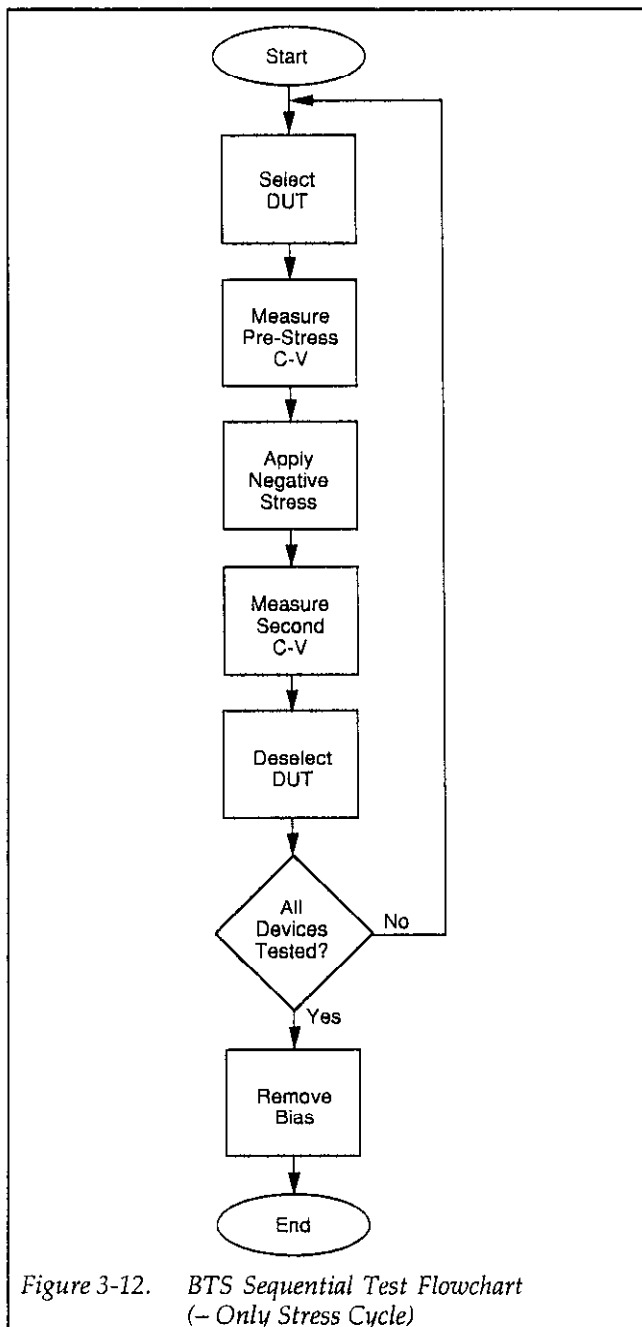 Start
Select
DUT
Measure
Pre-Stress
C-V
Apply
Negative
Stress
Measure
Second
C-V
Deselect
DUT
All
Devices
Tested?
No
Yes
Remove
Bias
End
Figure 3-12. BTS Sequential Test Flowchart
(– Only Stress Cycle)